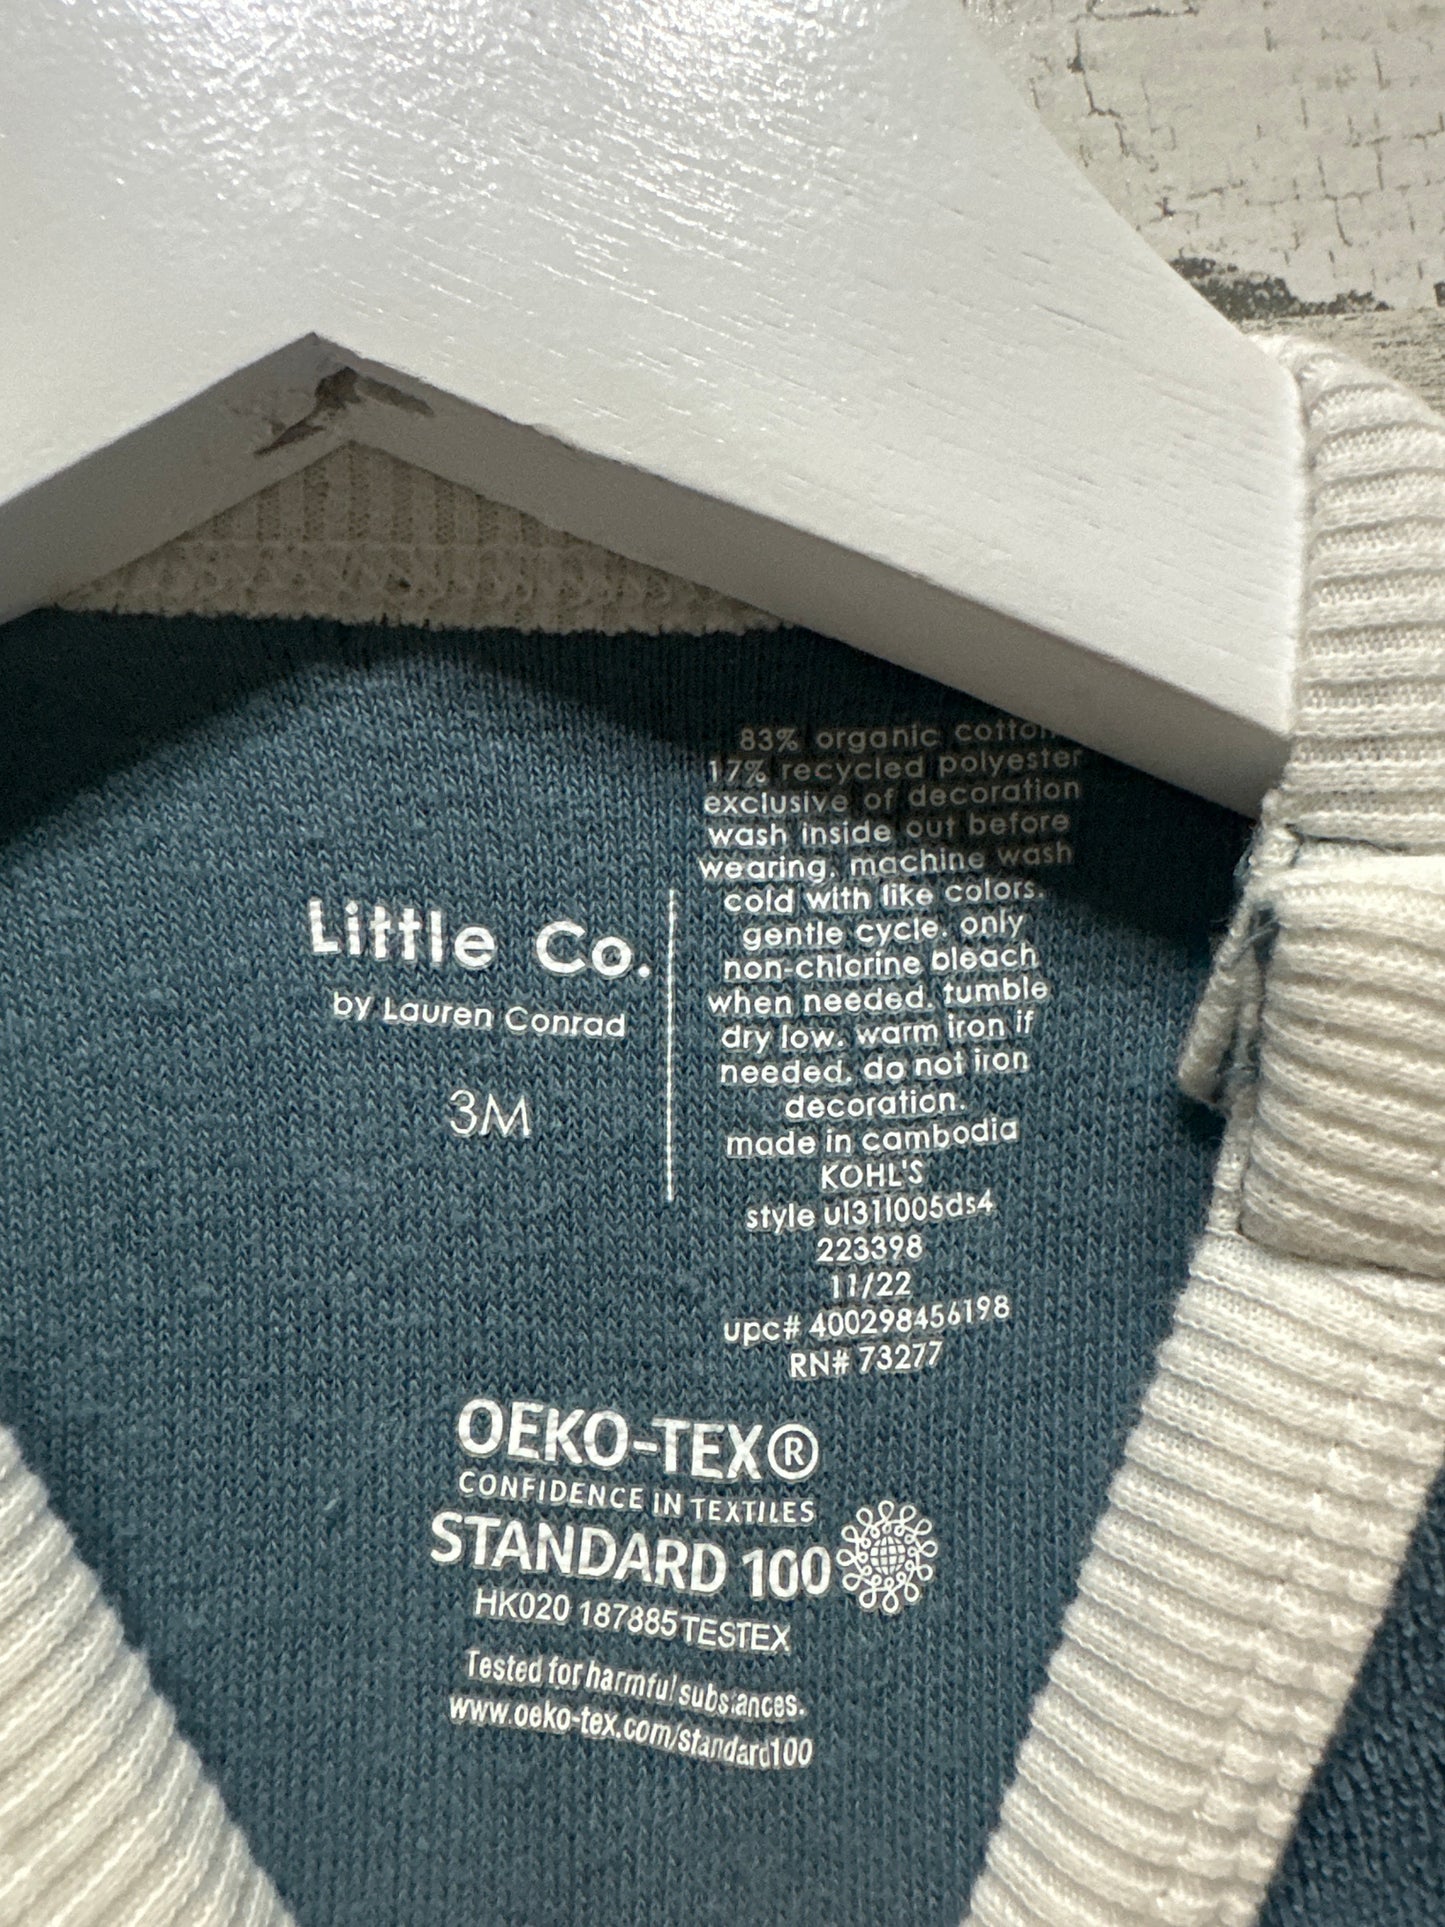 Little Co.
by Lauren Conrad
3M
83% organic cotton
17% recycled polyester
exclusive of decoration
wash inside out before
wearing. machine wash
cold with like colors.
gentle cycle. only
non-chlorine bleach
when needed. tumble
dry low. warm iron if
needed. do not iron
decoration.
made in cambodia
KOHL'S
style ul31l005ds4
223398
11/22
upc# 400298456198
RN# 73277
OEKO-TEX®
CONFIDENCE IN TEXTILES
STANDARD 100
HK020 187885 TESTEX
Tested for harmful substances.
www.oeko-tex.com/standard100